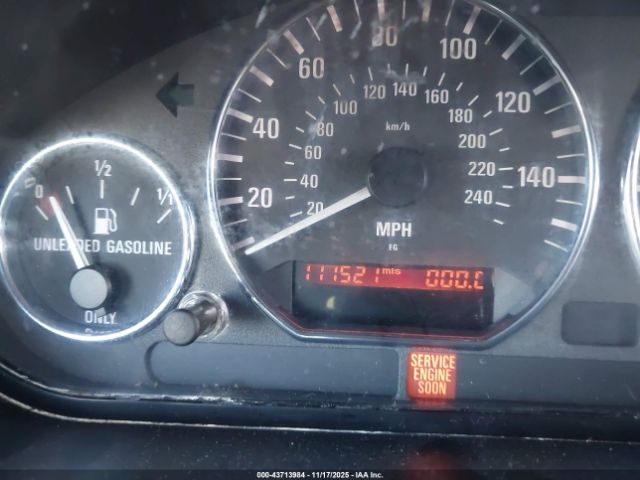 0 1/2 1/1
UNLEADED GASOLINE
ONLY
20 40 60 80 100 120 140
20 40 60 80 100 120 140 160 180 200 220 240
km/h
MPH
111521 mls 000.0
SERVICE
ENGINE
SOON
000-43713984 - 11/17/2025 - IAA Inc.